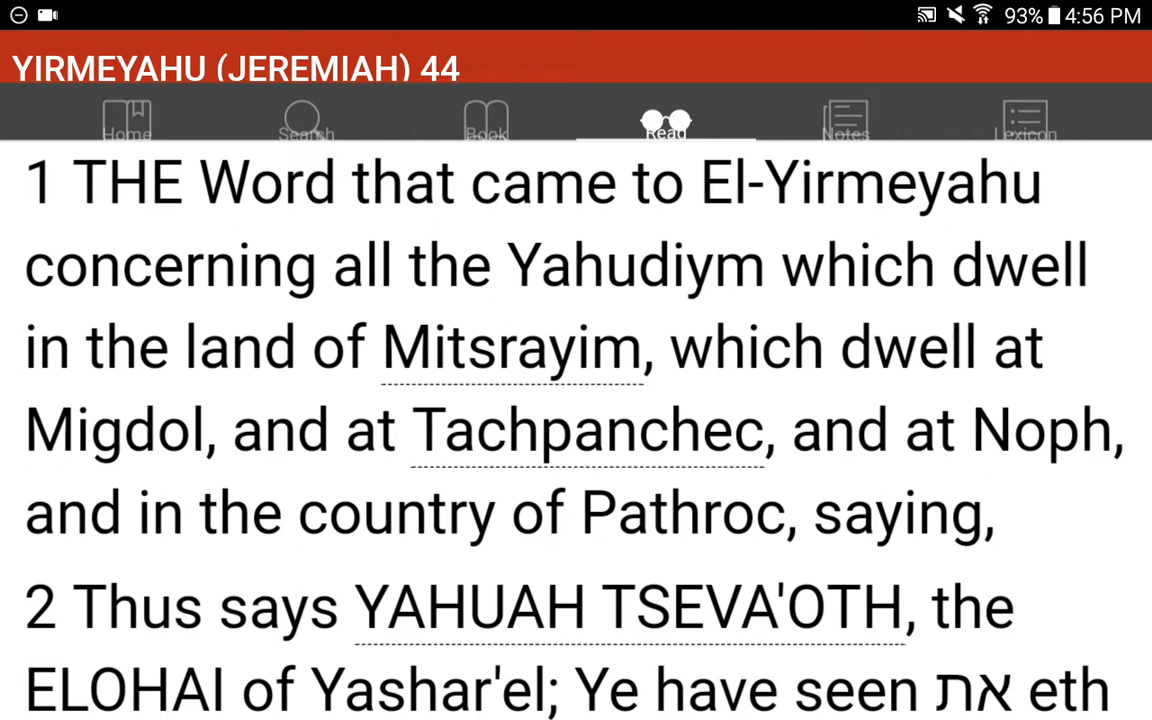 93% 4:56 PM
YIRMEYAHU (JEREMIAH) 44
Home Search Book Read Notes Lexicon
1 THE Word that came to El-Yirmeyahu
concerning all the Yahudiym which dwell
in the land of Mitsrayim, which dwell at
Migdol, and at Tachpanchec, and at Noph,
and in the country of Pathroc, saying,
2 Thus says YAHUAH TSEVA'OTH, the
ELOHAI of Yashar'el; Ye have seen את eth